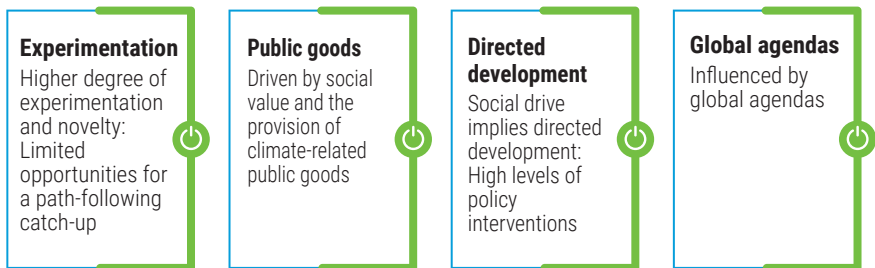 Experimentation
Higher degree of
experimentation
and novelty:
Limited
opportunities for
a path-following
catch-up
Public goods
Driven by social
value and the
provision of
climate-related
public goods
Directed
development
Social drive
implies directed
development:
High levels of
policy
interventions
Global agendas
Influenced by
global agendas